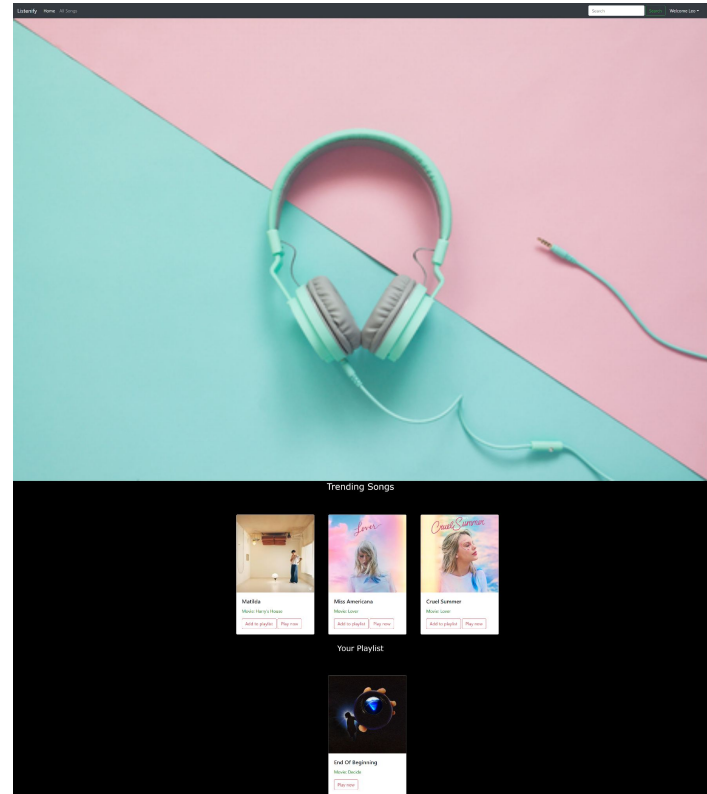 Listenify Home All Songs Search Search Welcome Leo
Trending Songs
Lover
Cruel Summer
Matilda
Movie: Harry's House
Add to playlist Play now
Miss Americana
Movie: Lover
Add to playlist Play now
Cruel Summer
Movie: Lover
Add to playlist Play now
Your Playlist
End Of Beginning
Movie: Decide
Play now